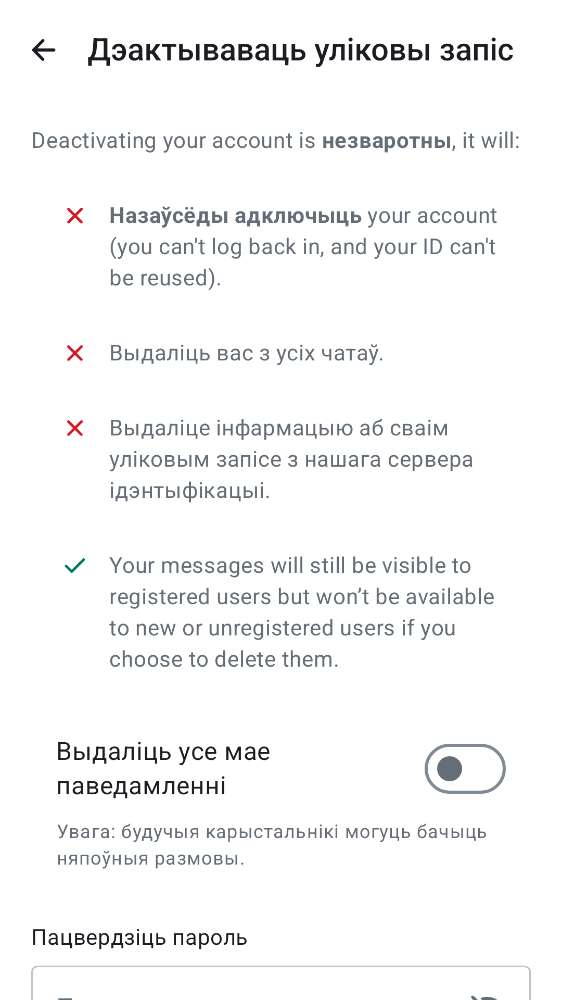 Дэактываваць уліковы запіс
Deactivating your account is незваротны, it will:
Назаўсёды адключыць your account
(you can't log back in, and your ID can't
be reused).
Выдаліць вас з усіх чатаў.
Выдаліце інфармацыю аб сваім
уліковым запісе з нашага сервера
ідэнтыфікацыі.
Your messages will still be visible to
registered users but won’t be available
to new or unregistered users if you
choose to delete them.
Выдаліць усе мае
паведамленні
Увага: будучыя карыстальнікі могуць бачыць
няпоўныя размовы.
Пацвердзіць пароль